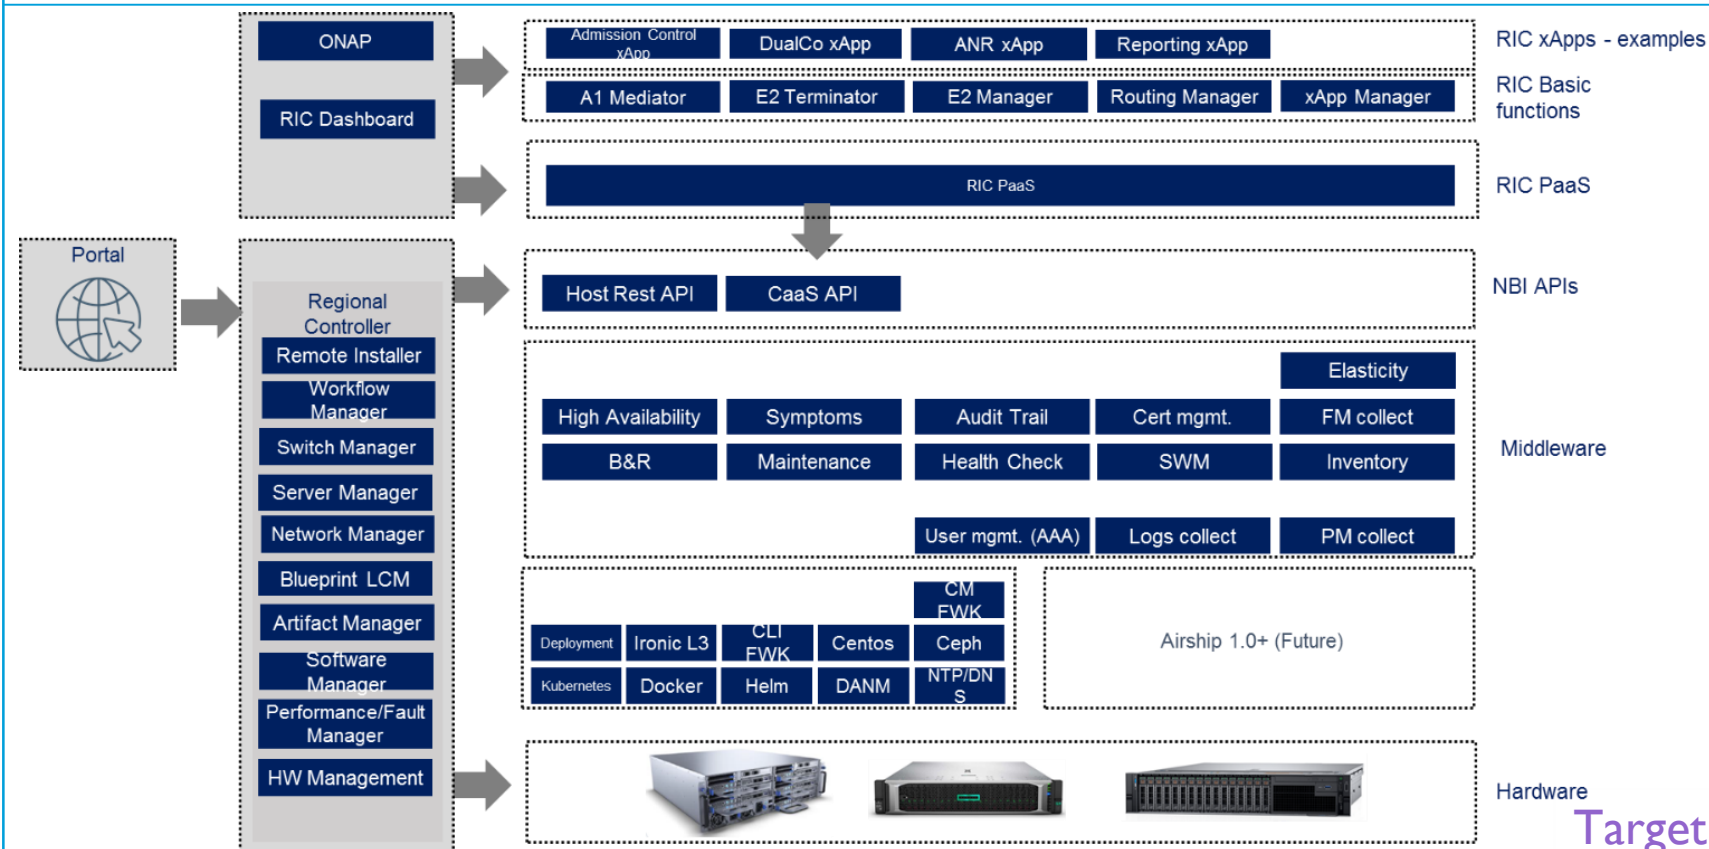 ONAP
RIC Dashboard
Admission Control
xApp
DualCo xApp
ANR xApp
Reporting xApp
RIC xApps - examples
A1 Mediator
E2 Terminator
E2 Manager
Routing Manager
xApp Manager
RIC Basic
functions
RIC PaaS
RIC PaaS
Portal
Host Rest API
CaaS API
NBI APIs
Regional
Controller
Remote Installer
Workflow
Manager
Switch Manager
Server Manager
Network Manager
Blueprint LCM
Artifact Manager
Software
Manager
Performance/Fault
Manager
HW Management
Elasticity
High Availability
Symptoms
Audit Trail
Cert mgmt.
FM collect
B&R
Maintenance
Health Check
SWM
Inventory
User mgmt. (AAA)
Logs collect
PM collect
Middleware
CM
FWK
Deployment
Ironic L3
CLI
FWK
Centos
Ceph
Kubernetes
Docker
Helm
DANM
NTP/DN
S
Airship 1.0+ (Future)
Hardware
Target